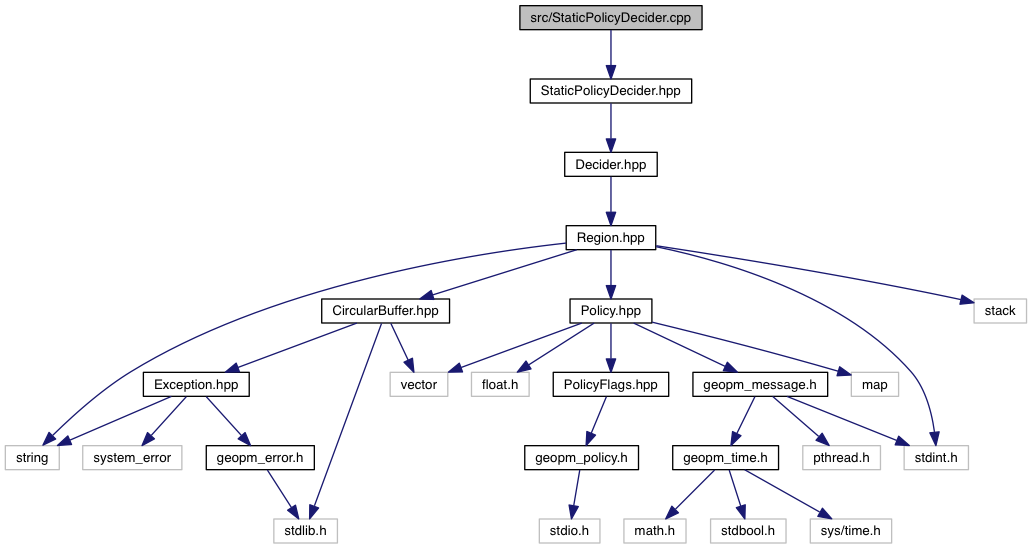 src/StaticPolicyDecider.cpp
StaticPolicyDecider.hpp
Decider.hpp
Region.hpp
CircularBuffer.hpp
Policy.hpp
stack
Exception.hpp
vector
float.h
PolicyFlags.hpp
geopm_message.h
map
string
system_error
geopm_error.h
geopm_policy.h
geopm_time.h
pthread.h
stdint.h
stdlib.h
stdio.h
math.h
stdbool.h
sys/time.h